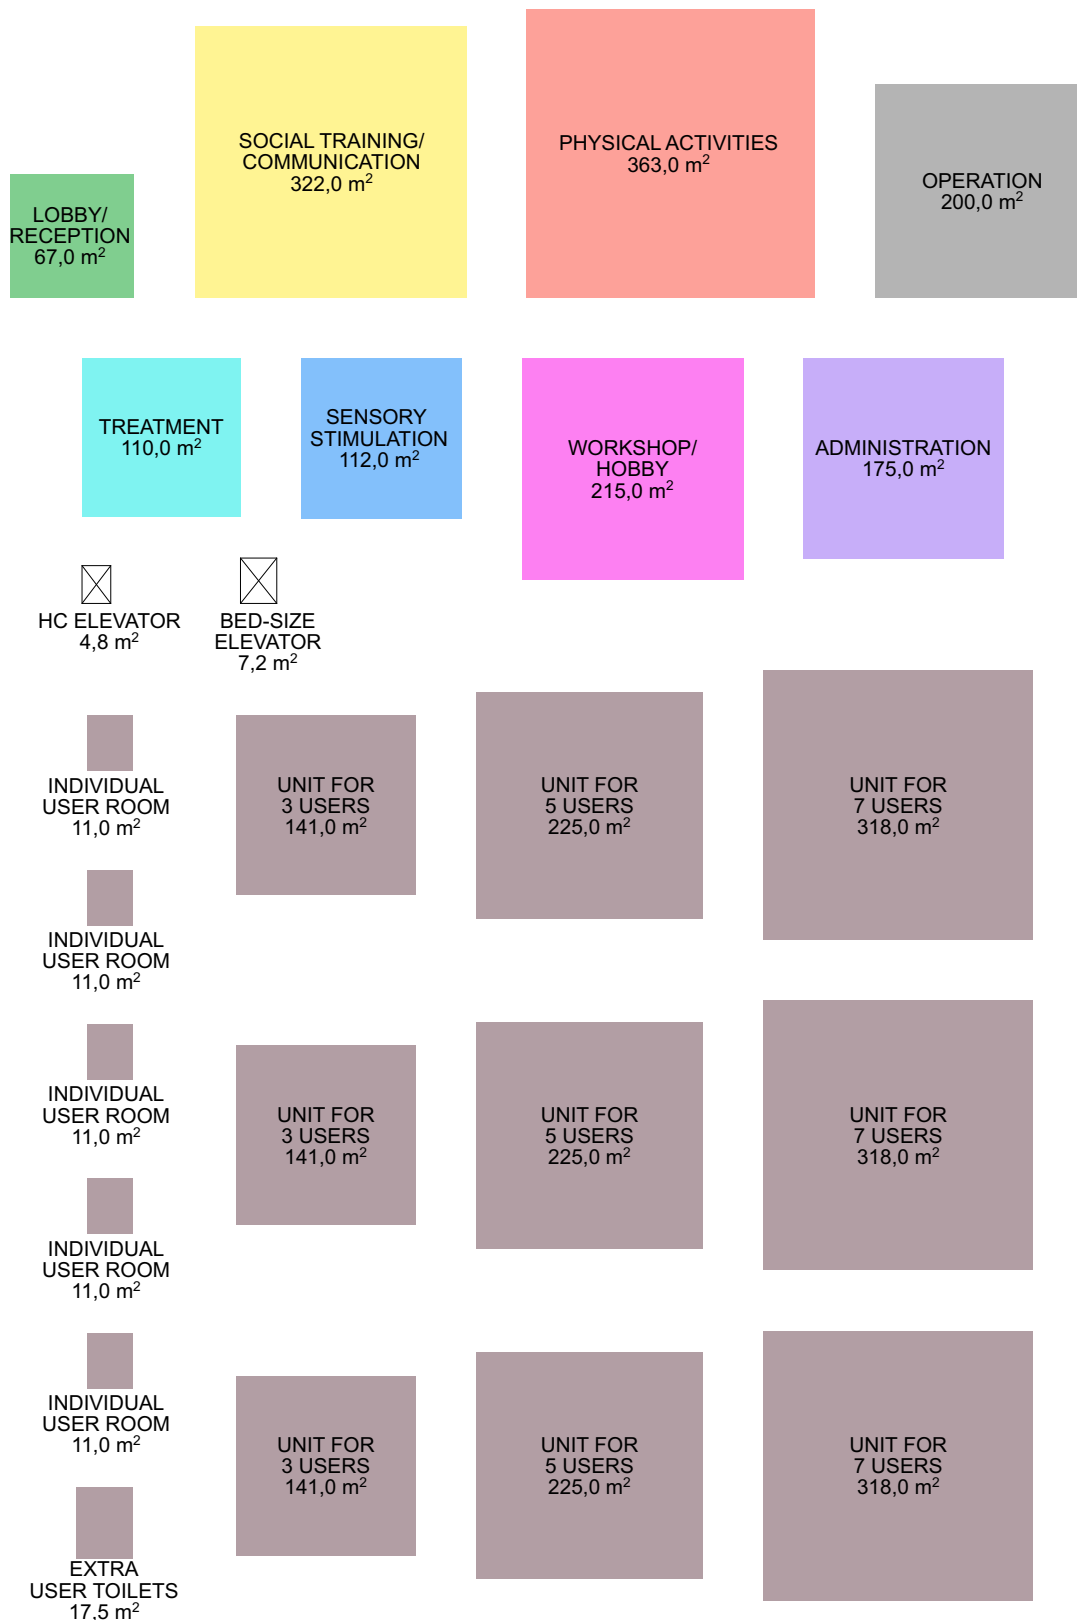 SOCIAL TRAINING/
COMMUNICATION
322,0 m²
PHYSICAL ACTIVITIES
363,0 m²
OPERATION
200,0 m²
LOBBY/
RECEPTION
67,0 m²
TREATMENT
110,0 m²
SENSORY
STIMULATION
112,0 m²
WORKSHOP/
HOBBY
215,0 m²
ADMINISTRATION
175,0 m²
HC ELEVATOR
4,8 m²
BED-SIZE
ELEVATOR
7,2 m²
INDIVIDUAL
USER ROOM
11,0 m²
UNIT FOR
3 USERS
141,0 m²
UNIT FOR
5 USERS
225,0 m²
UNIT FOR
7 USERS
318,0 m²
INDIVIDUAL
USER ROOM
11,0 m²
INDIVIDUAL
USER ROOM
11,0 m²
UNIT FOR
3 USERS
141,0 m²
UNIT FOR
5 USERS
225,0 m²
UNIT FOR
7 USERS
318,0 m²
INDIVIDUAL
USER ROOM
11,0 m²
INDIVIDUAL
USER ROOM
11,0 m²
UNIT FOR
3 USERS
141,0 m²
UNIT FOR
5 USERS
225,0 m²
UNIT FOR
7 USERS
318,0 m²
EXTRA
USER TOILETS
17,5 m²